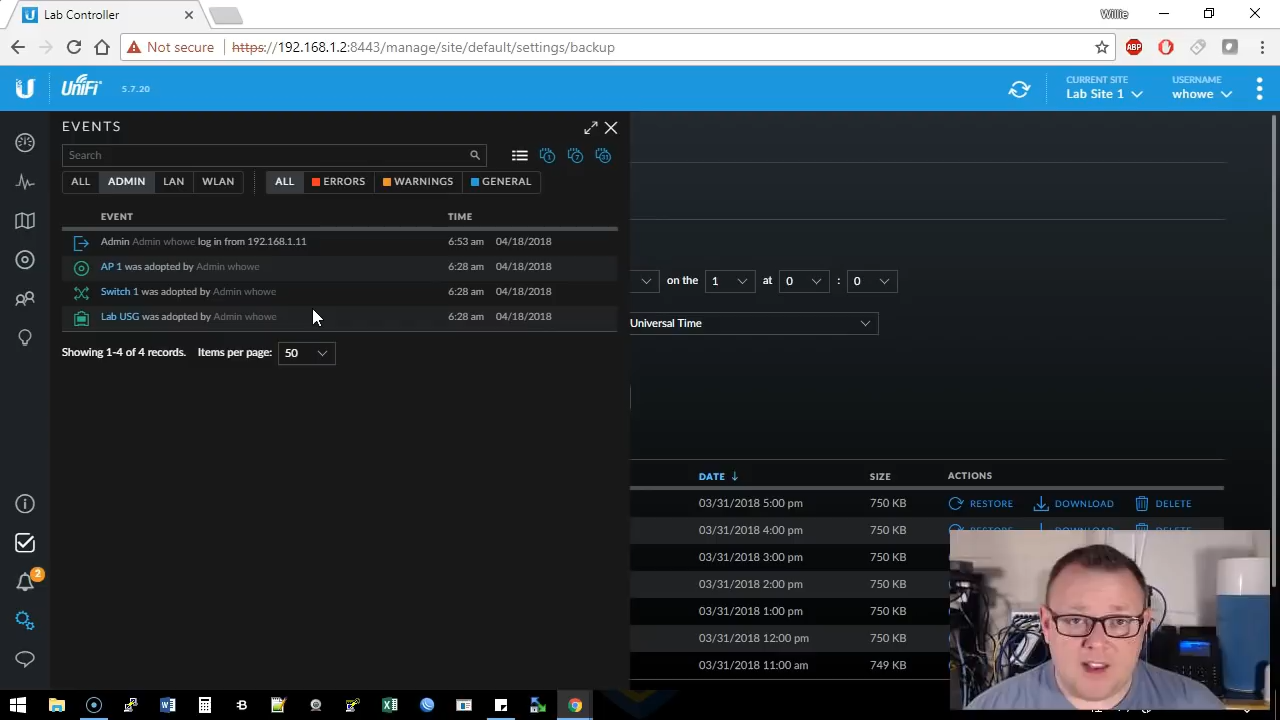 Lab Controller
Willie
Not secure https://192.168.1.2:8443/manage/site/default/settings/backup
ABP
U UniFi 5.7.20
CURRENT SITE
Lab Site 1
USERNAME
whowe
EVENTS
Search
1 7 31
ALL ADMIN LAN WLAN ALL ERRORS WARNINGS GENERAL
EVENT TIME
Admin Admin whowe log in from 192.168.1.11 6:53 am 04/18/2018
AP 1 was adopted by Admin whowe 6:28 am 04/18/2018
Switch 1 was adopted by Admin whowe 6:28 am 04/18/2018
Lab USG was adopted by Admin whowe 6:28 am 04/18/2018
Showing 1-4 of 4 records. Items per page: 50
on the 1 at 0 : 0
Universal Time
DATE SIZE ACTIONS
03/31/2018 5:00 pm 750 KB RESTORE DOWNLOAD DELETE
03/31/2018 4:00 pm 750 KB RESTORE DOWNLOAD DELETE
03/31/2018 3:00 pm 750 KB
03/31/2018 2:00 pm 750 KB
03/31/2018 1:00 pm 750 KB
03/31/2018 12:00 pm 750 KB
03/31/2018 11:00 am 749 KB
2